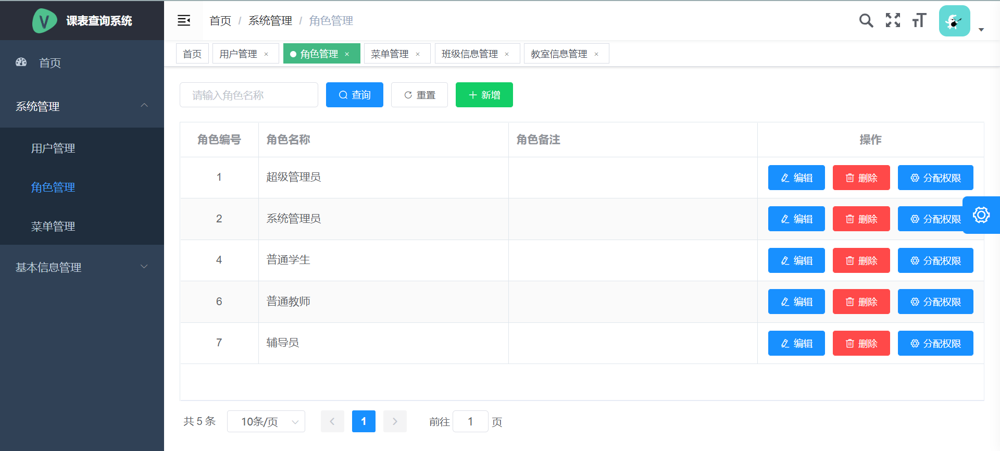 V 课表查询系统
首页 / 系统管理 / 角色管理
首页 用户管理 × 角色管理 × 菜单管理 × 班级信息管理 × 教室信息管理 ×
首页
系统管理
用户管理
角色管理
菜单管理
基本信息管理
请输入角色名称 查询 重置 新增
角色编号 角色名称 角色备注 操作
1 超级管理员 编辑 删除 分配权限
2 系统管理员 编辑 删除 分配权限
4 普通学生 编辑 删除 分配权限
6 普通教师 编辑 删除 分配权限
7 辅导员 编辑 删除 分配权限
共 5 条 10条/页 1 前往 1 页